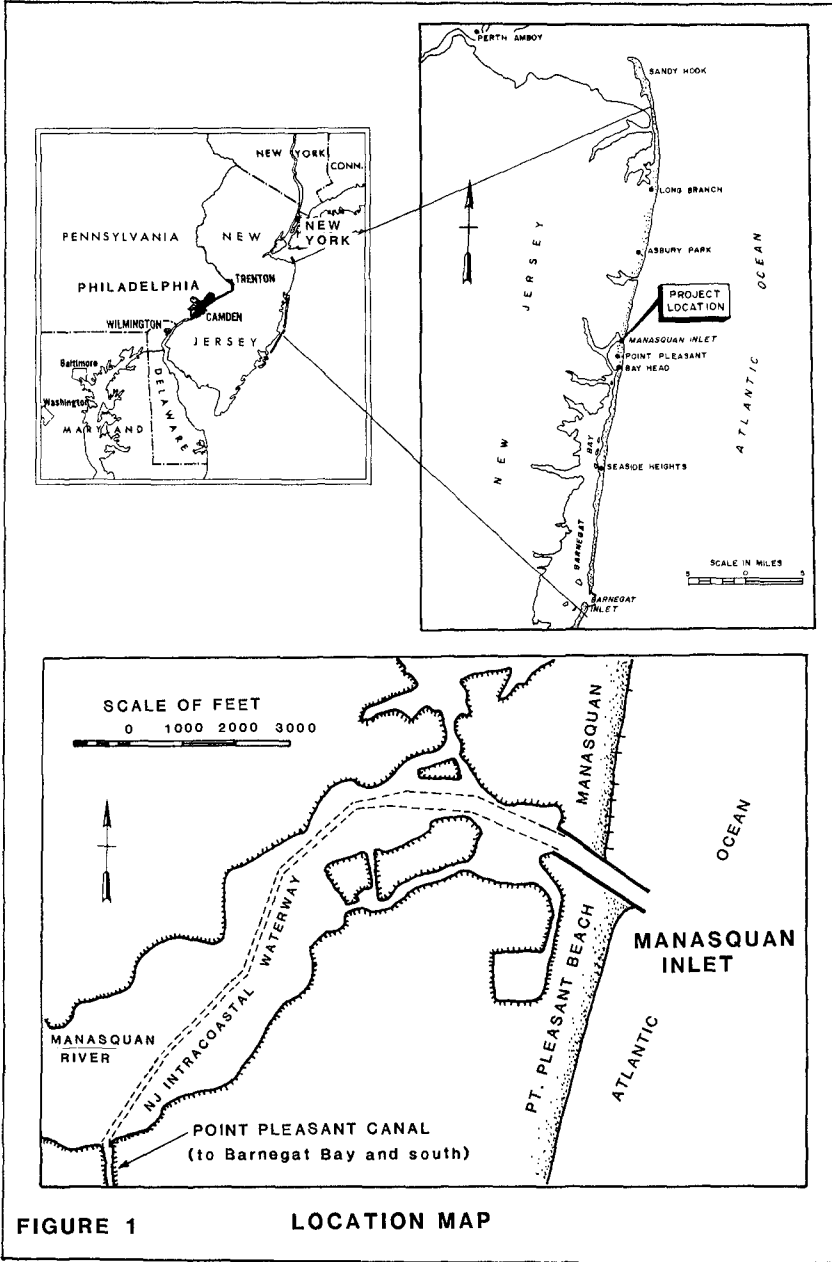 NEW YORK
CONN.
PENNSYLVANIA
NEW
NEW
YORK
TRENTON
PHILADELPHIA
CAMDEN
WILMINGTON
JERSEY
Baltimore
Washington
DELAWARE
MARYLAND
PERTH AMBOY
SANDY HOOK
LONG BRANCH
ASBURY PARK
PROJECT
LOCATION
MANASQUAN INLET
POINT PLEASANT
BAY HEAD
SEASIDE HEIGHTS
NEW JERSEY
ATLANTIC OCEAN
BARNEGAT BAY
BARNEGAT
INLET
SCALE IN MILES
5 0 5
SCALE OF FEET
0 1000 2000 3000
MANASQUAN
OCEAN
MANASQUAN
INLET
PT. PLEASANT BEACH
ATLANTIC
NJ INTRACOASTAL WATERWAY
MANASQUAN
RIVER
POINT PLEASANT CANAL
(to Barnegat Bay and south)
FIGURE 1
LOCATION MAP